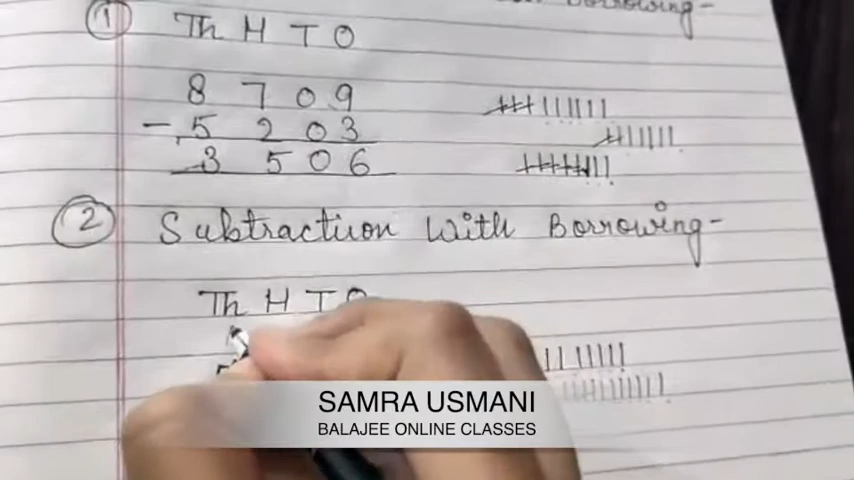 Borrowing-
① Th H T O
8 7 0 9
- 5 2 0 3
3 5 0 6
② Subtraction With Borrowing-
Th H T O
SAMRA USMANI
BALAJEE ONLINE CLASSES